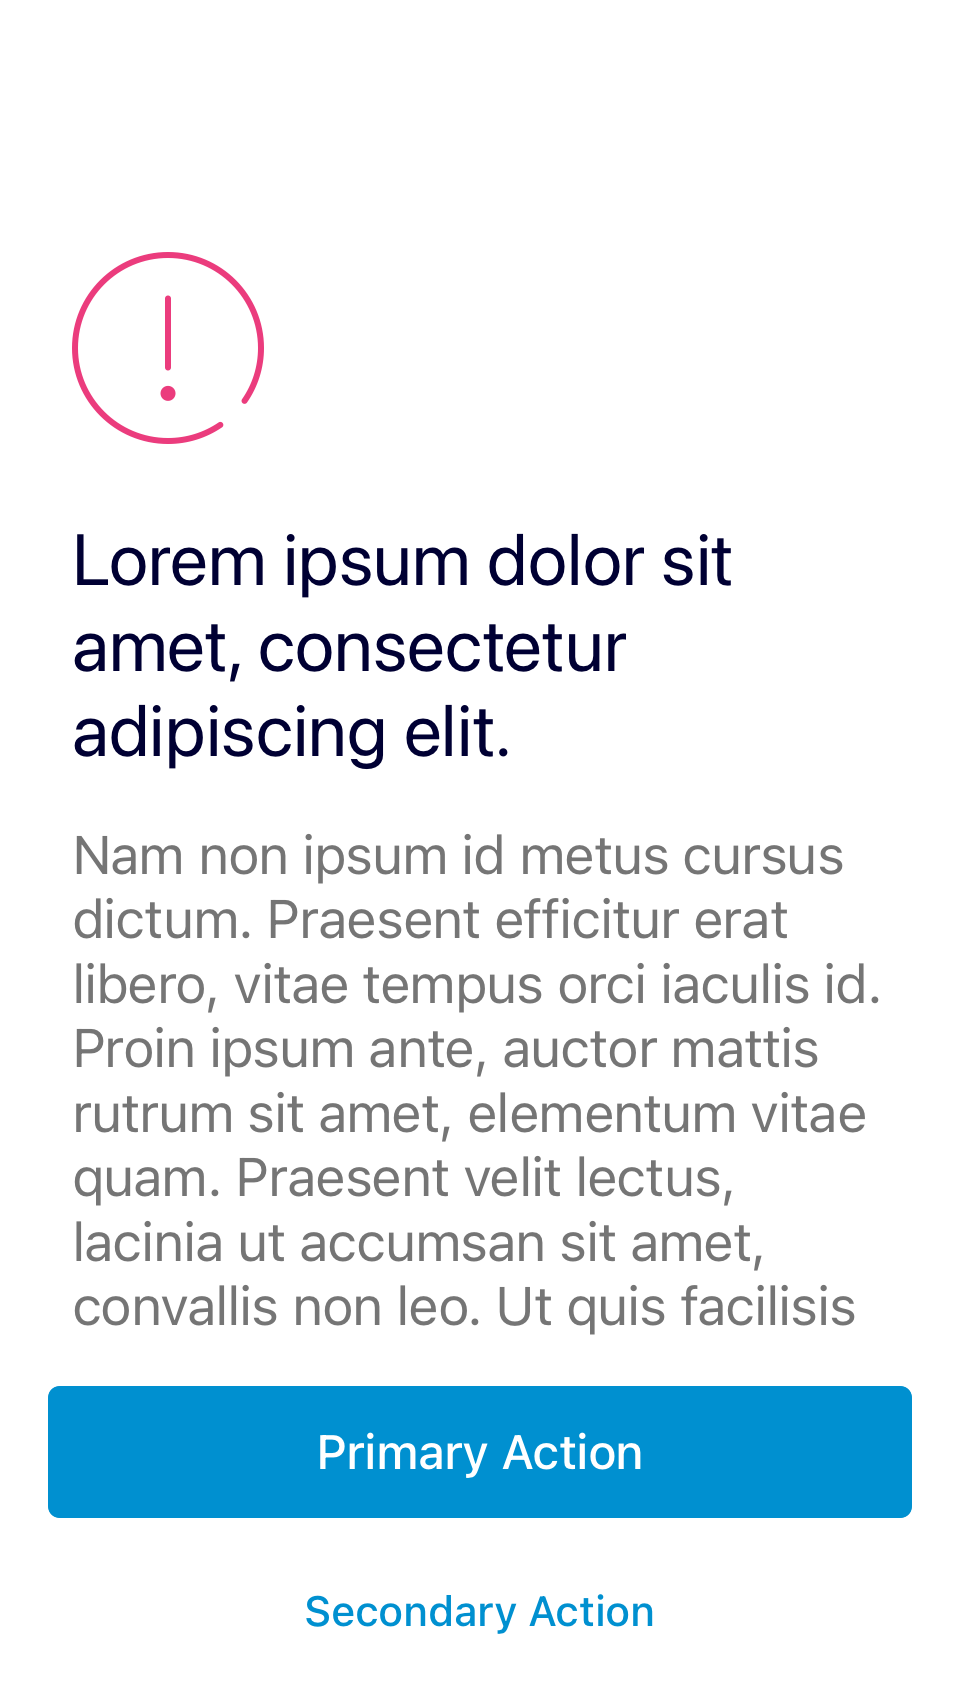 Lorem ipsum dolor sit
amet, consectetur
adipiscing elit.
Nam non ipsum id metus cursus
dictum. Praesent efficitur erat
libero, vitae tempus orci iaculis id.
Proin ipsum ante, auctor mattis
rutrum sit amet, elementum vitae
quam. Praesent velit lectus,
lacinia ut accumsan sit amet,
convallis non leo. Ut quis facilisis
Primary Action
Secondary Action